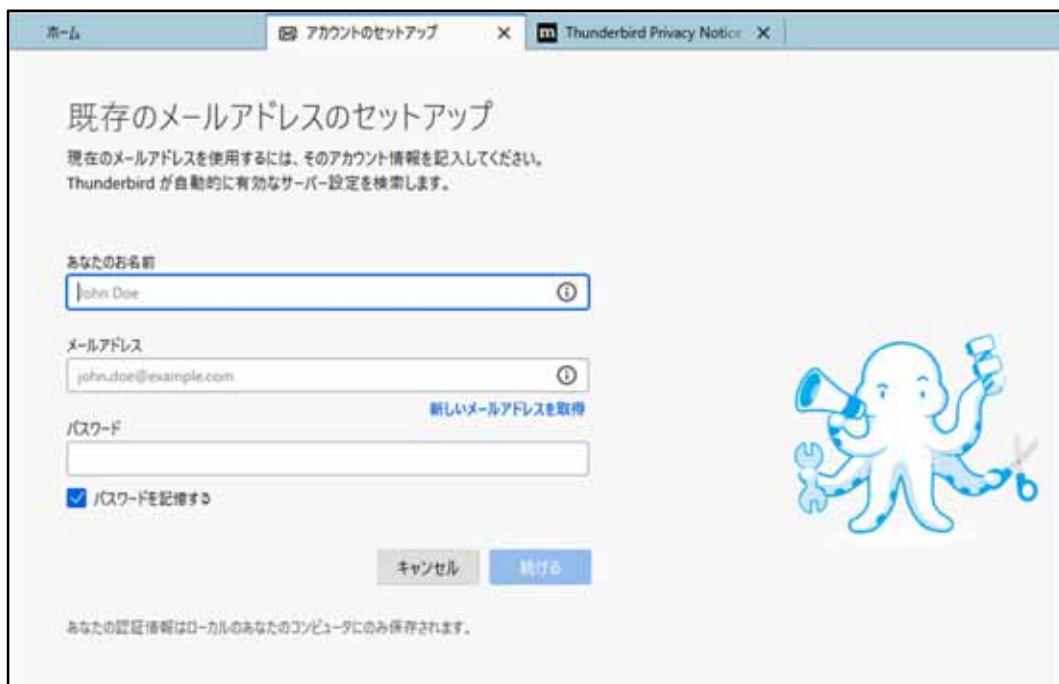 ホーム
アカウントのセットアップ
Thunderbird Privacy Notice
既存のメールアドレスのセットアップ
現在のメールアドレスを使用するには、そのアカウント情報を記入してください。
Thunderbird が自動的に有効なサーバー設定を検索します。
あなたのお名前
John Doe
メールアドレス
john.doe@example.com
新しいメールアドレスを取得
パスワード
パスワードを記憶する
キャンセル
続ける
あなたの認証情報はローカルのあなたのコンピュータにのみ保存されます。